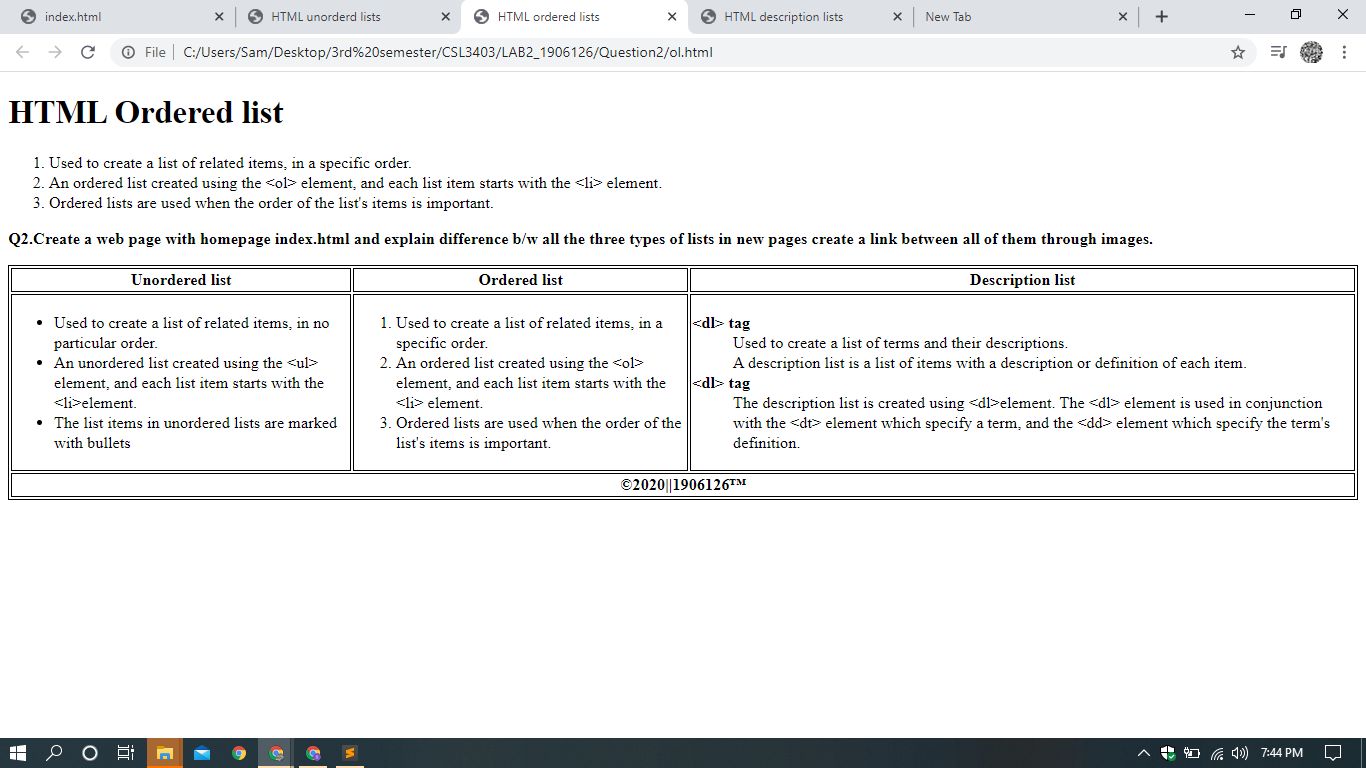 index.html
HTML unorderd lists
HTML ordered lists
HTML description lists
New Tab
File
C:/Users/Sam/Desktop/3rd%20semester/CSL3403/LAB2_1906126/Question2/ol.html
HTML Ordered list
1. Used to create a list of related items, in a specific order.
2. An ordered list created using the <ol> element, and each list item starts with the <li> element.
3. Ordered lists are used when the order of the list's items is important.
Q2.Create a web page with homepage index.html and explain difference b/w all the three types of lists in new pages create a link between all of them through images.
Unordered list
Ordered list
Description list
• Used to create a list of related items, in no
particular order.
• An unordered list created using the <ul>
element, and each list item starts with the
<li>element.
• The list items in unordered lists are marked
with bullets
1. Used to create a list of related items, in a
specific order.
2. An ordered list created using the <ol>
element, and each list item starts with the
<li> element.
3. Ordered lists are used when the order of the
list's items is important.
<dl> tag
Used to create a list of terms and their descriptions.
A description list is a list of items with a description or definition of each item.
<dl> tag
The description list is created using <dl>element. The <dl> element is used in conjunction
with the <dt> element which specify a term, and the <dd> element which specify the term's
definition.
©2020||1906126™
7:44 PM